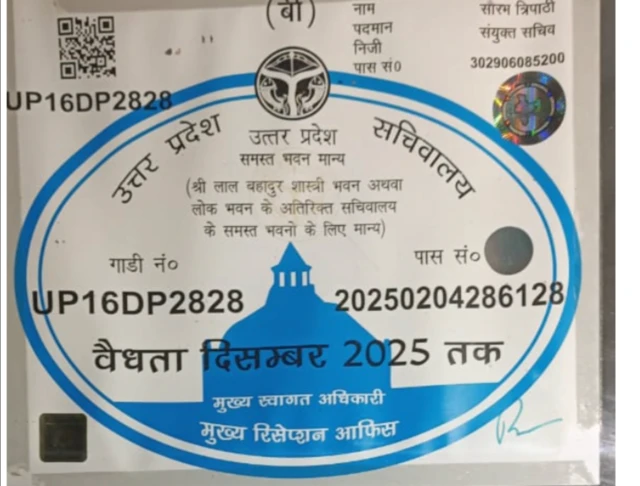 (बी)
नाम सौरम त्रिपाठी
पदमान संयुक्त सचिव
निजी
पास सं० 302906085200
UP16DP2828
उत्तर प्रदेश सचिवालय
उत्तर प्रदेश
समस्त भवन मान्य
(श्री लाल बहादुर शास्त्री भवन अथवा
लोक भवन के अतिरिक्त सचिवालय
के समस्त भवनो के लिए मान्य)
गाडी नं० पास सं०
UP16DP2828 20250204286128
वैधता दिसम्बर 2025 तक
मुख्य स्वागत अधिकारी
मुख्य रिसेप्शन आफिस